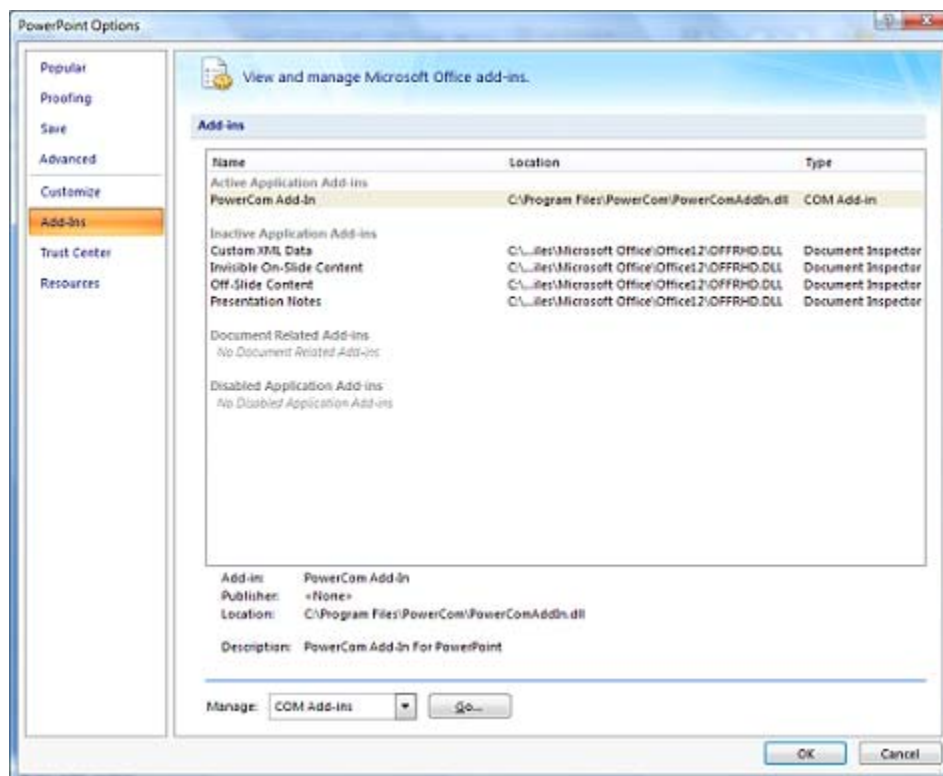 PowerPoint Options
Popular
Proofing
Save
Advanced
Customize
Add-Ins
Trust Center
Resources
View and manage Microsoft Office add-ins.
Add-ins
Name Location Type
Active Application Add-ins
PowerCom Add-In C:\Program Files\PowerCom\PowerComAddIn.dll COM Add-in
Inactive Application Add-ins
Custom XML Data C:\...iles\Microsoft Office\Office12\OFFRHD.DLL Document Inspector
Invisible On-Slide Content C:\...iles\Microsoft Office\Office12\OFFRHD.DLL Document Inspector
Off-Slide Content C:\...iles\Microsoft Office\Office12\OFFRHD.DLL Document Inspector
Presentation Notes C:\...iles\Microsoft Office\Office12\OFFRHD.DLL Document Inspector
Document Related Add-ins
No Document Related Add-ins
Disabled Application Add-ins
No Disabled Application Add-ins
Add-in: PowerCom Add-In
Publisher: <None>
Location: C:\Program Files\PowerCom\PowerComAddIn.dll
Description: PowerCom Add-In For PowerPoint
Manage: COM Add-ins Go...
OK Cancel